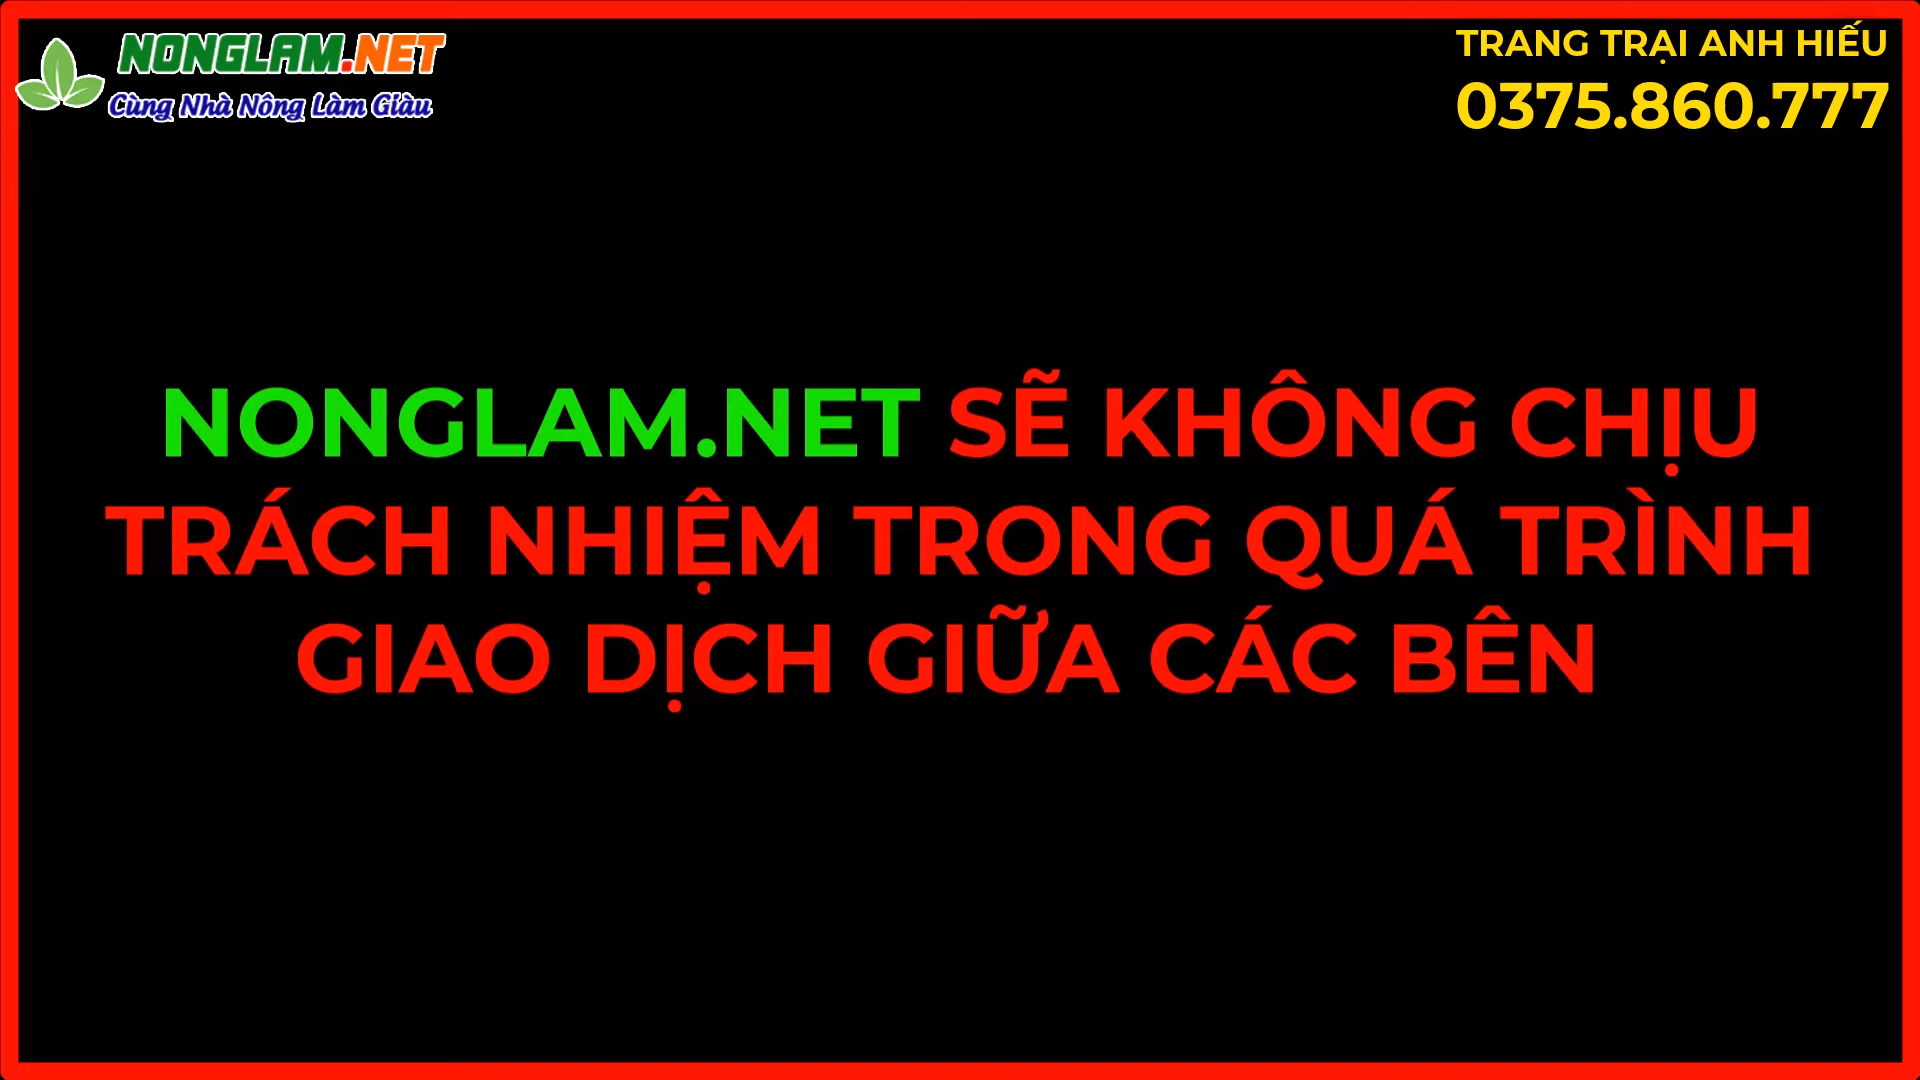 NONGLAM.NET
Cùng Nhà Nông Làm Giàu
TRANG TRẠI ANH HIẾU
0375.860.777
NONGLAM.NET SẼ KHÔNG CHỊU
TRÁCH NHIỆM TRONG QUÁ TRÌNH
GIAO DỊCH GIỮA CÁC BÊN